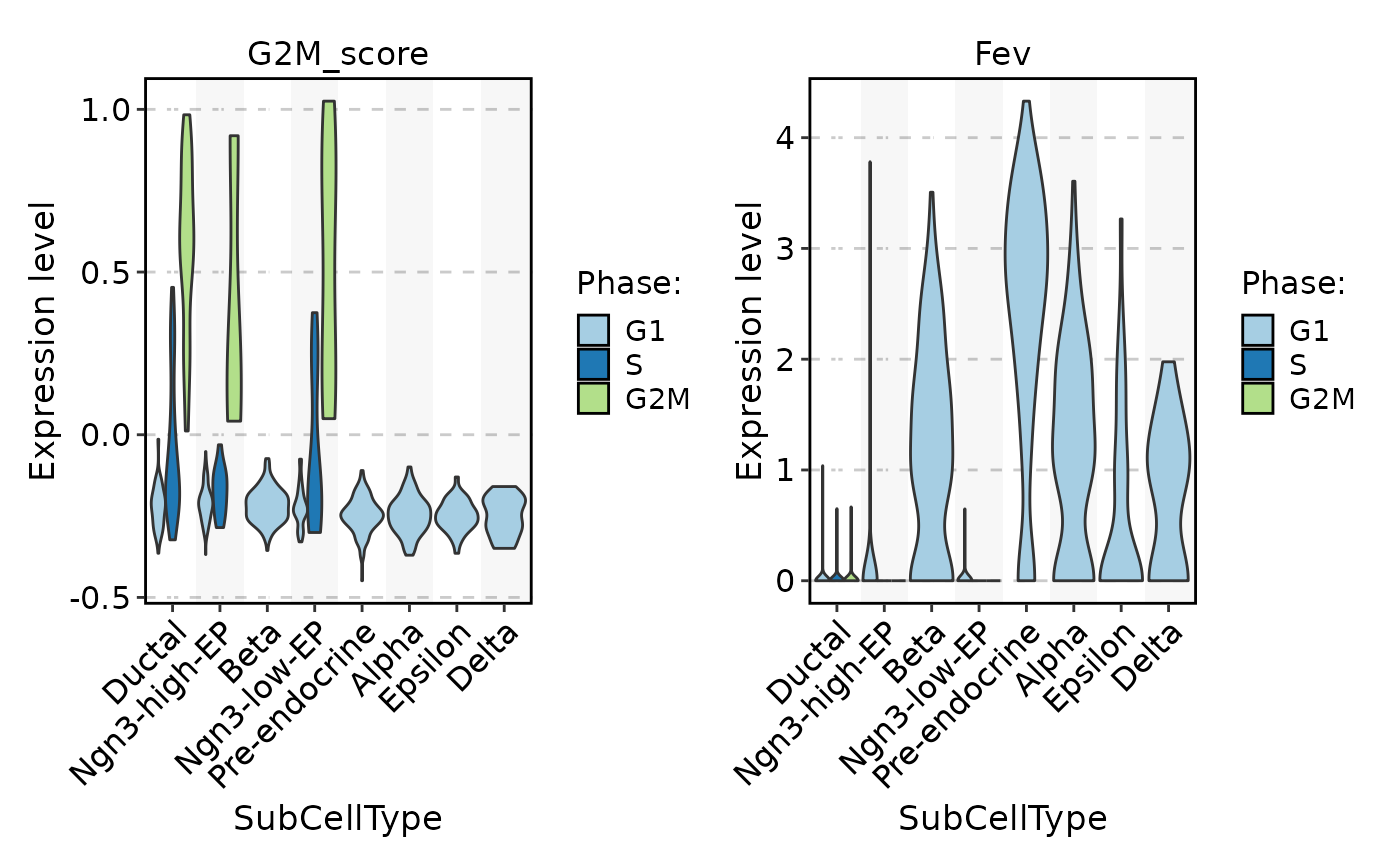 G2M_score
Expression level
1.0
0.5
0.0
-0.5
Ductal
Ngn3-high-EP
Beta
Ngn3-low-EP
Pre-endocrine
Alpha
Epsilon
Delta
SubCellType
Phase:
G1
S
G2M
Fev
Expression level
4
3
2
1
0
Ductal
Ngn3-high-EP
Beta
Ngn3-low-EP
Pre-endocrine
Alpha
Epsilon
Delta
SubCellType
Phase:
G1
S
G2M